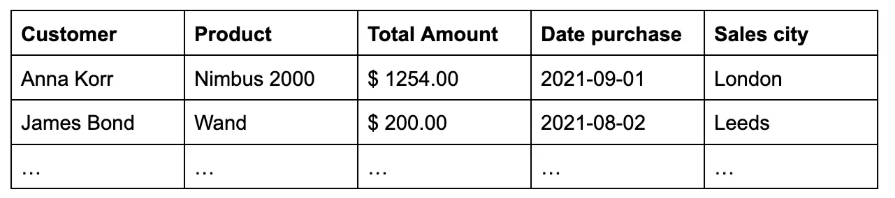 Customer Product Total Amount Date purchase Sales city
Anna Korr Nimbus 2000 $ 1254.00 2021-09-01 London
James Bond Wand $ 200.00 2021-08-02 Leeds
… … … … …